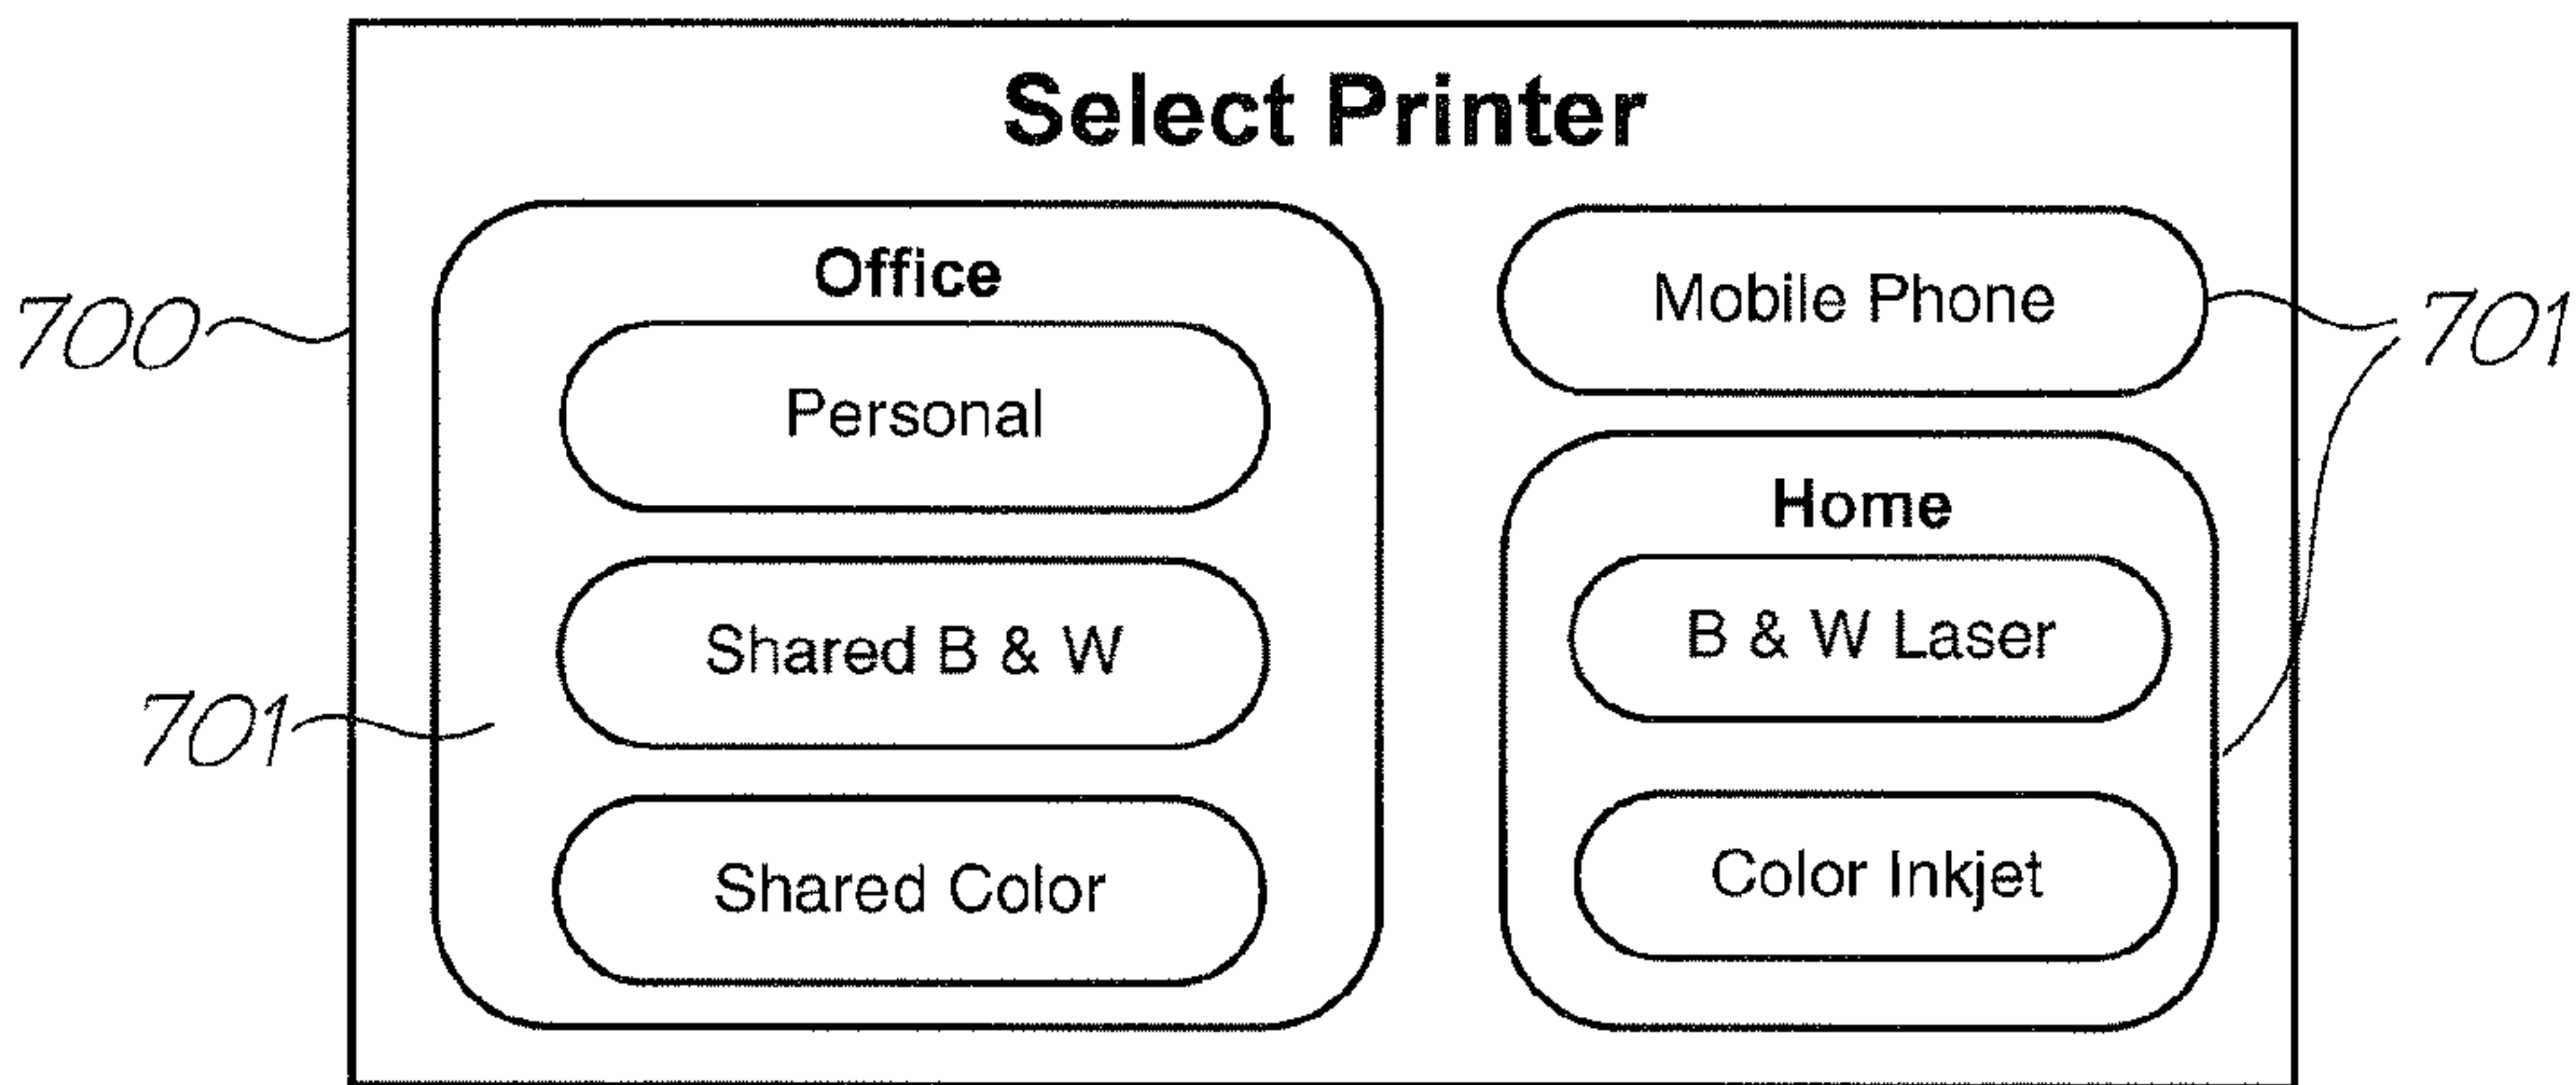 Select Printer
Office
Personal
Shared B & W
Shared Color
Mobile Phone
Home
B & W Laser
Color Inkjet
700
701
701